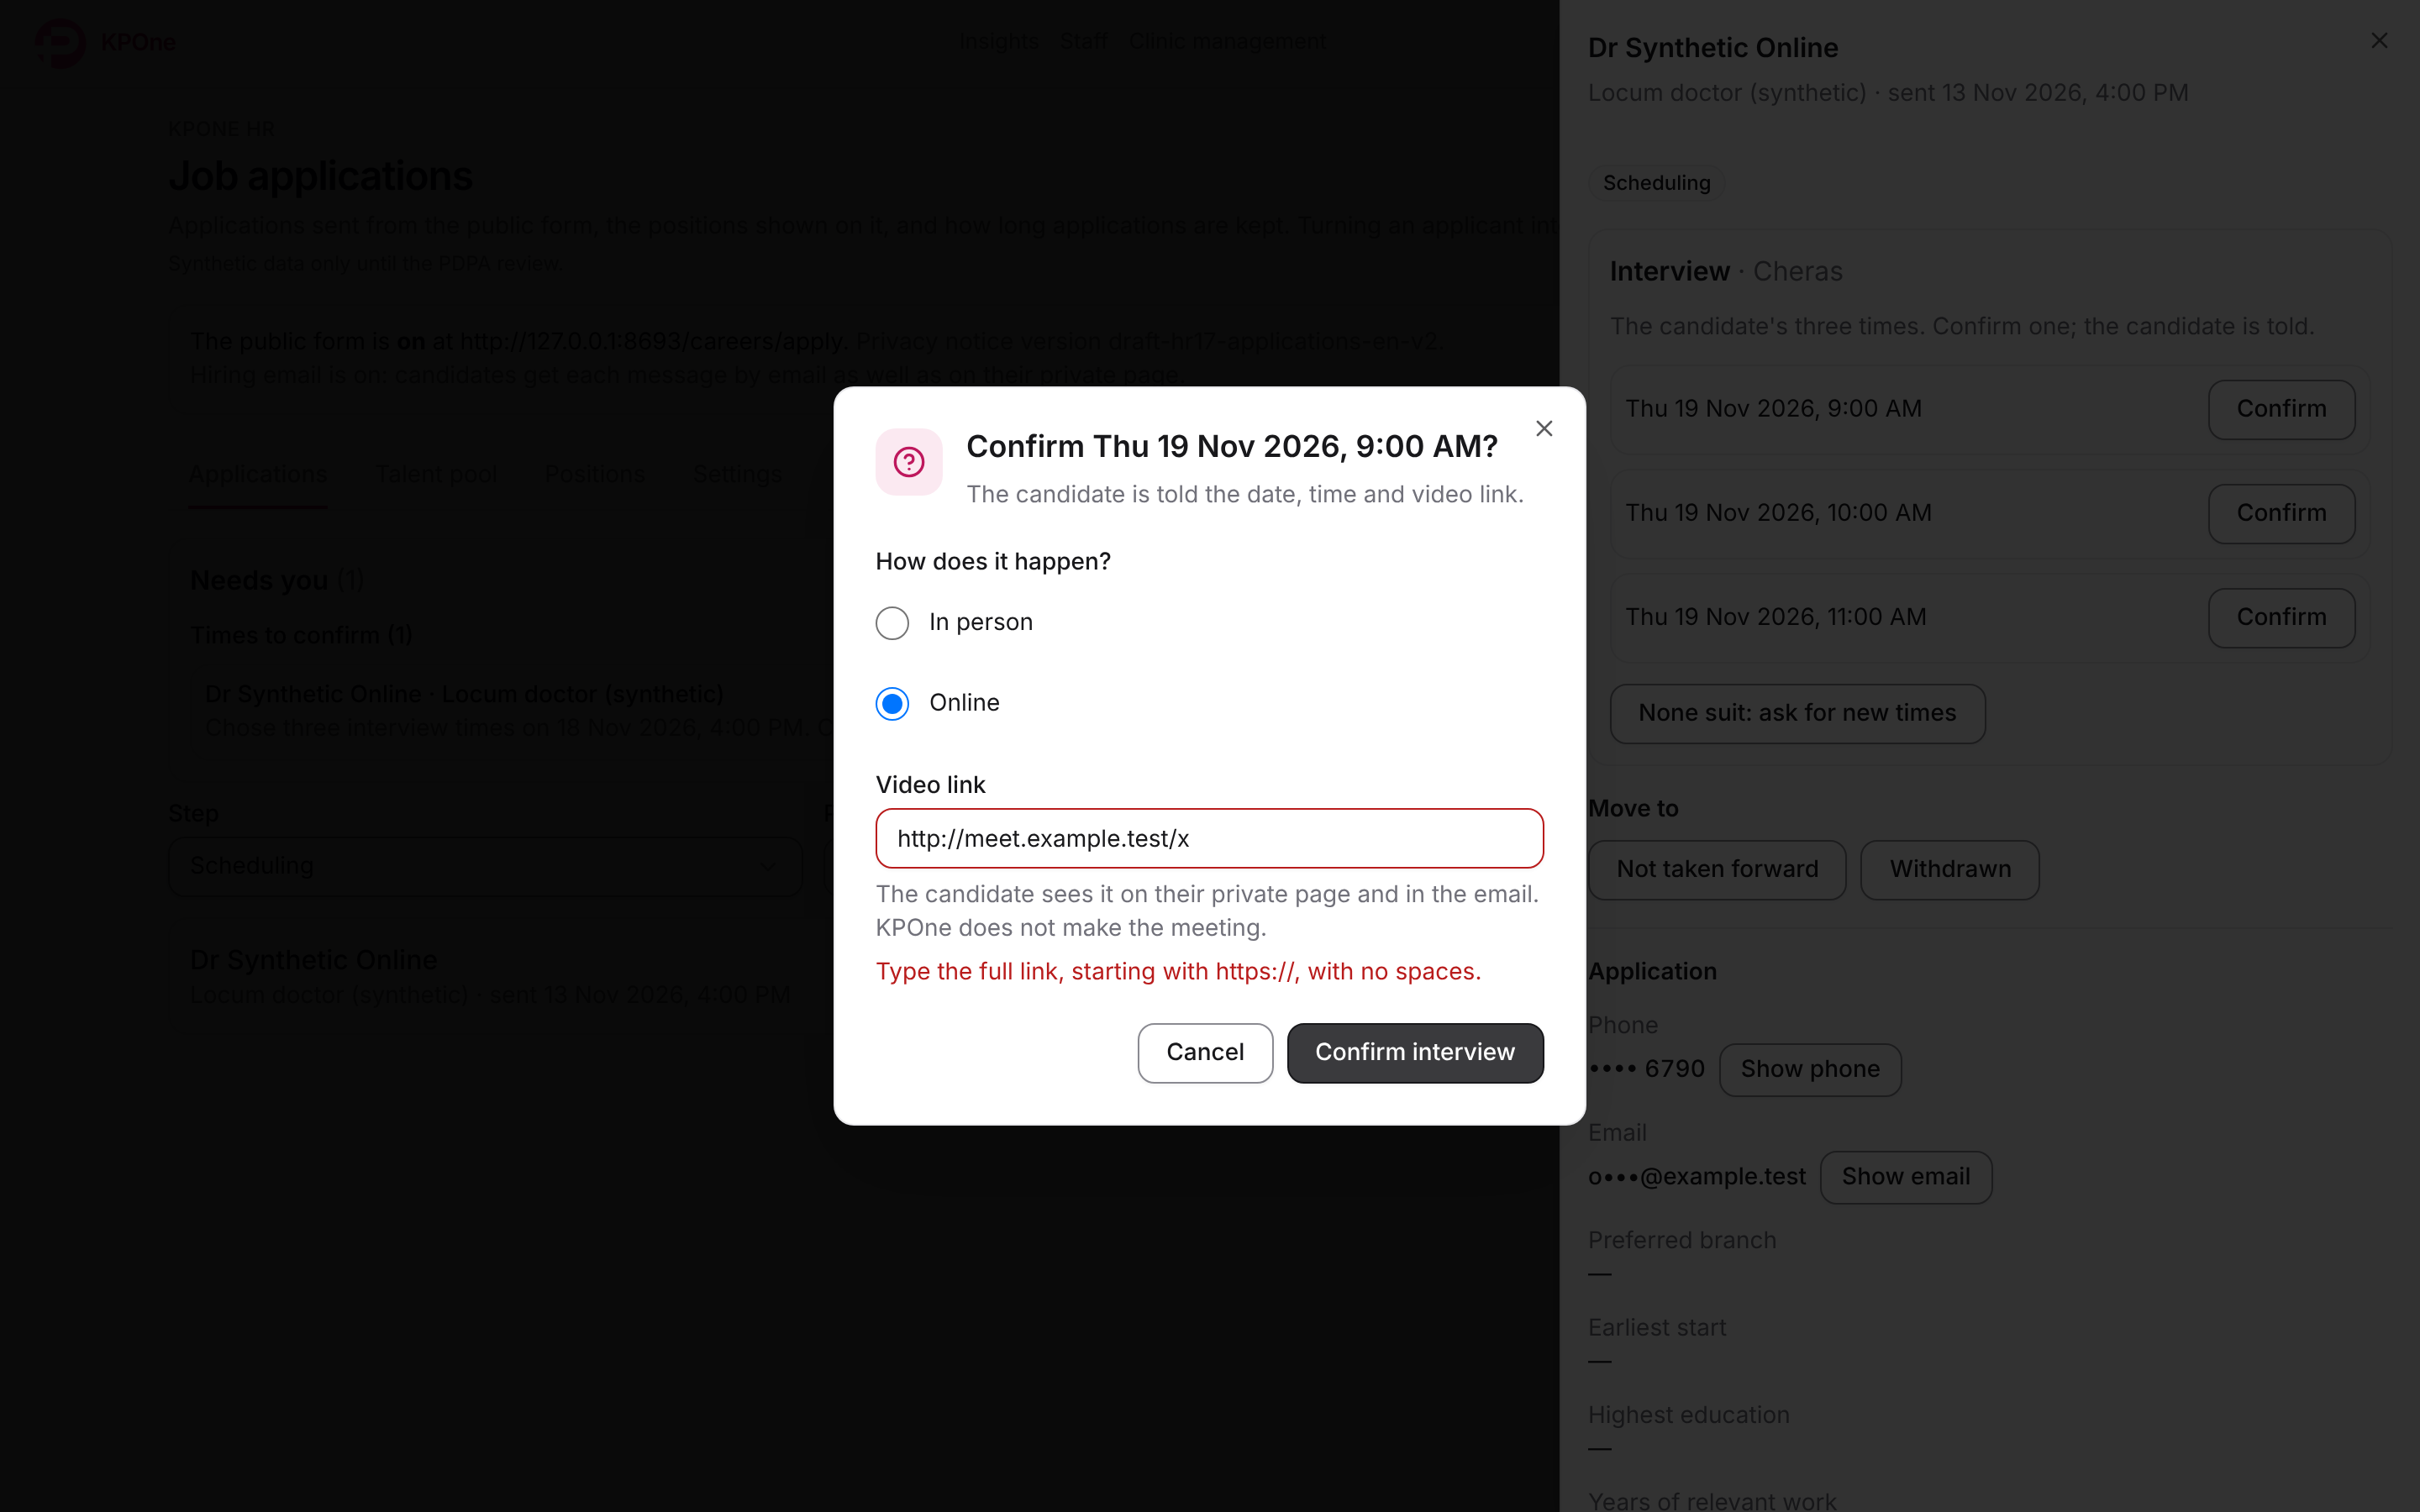 KPOne
Insights Staff Clinic management
KPONE HR
Job applications
Applications sent from the public form, the positions shown on it, and how long applications are kept. Turning an applicant
Synthetic data only until the PDPA review.
The public form is on at http://127.0.0.1:8693/careers/apply. Privacy notice version draft-hr17-applications-en-v2.
Hiring email is on: candidates get each message by email as well as on their private page.
Applications Talent pool Positions Settings
Needs you (1)
Times to confirm (1)
Dr Synthetic Online · Locum doctor (synthetic)
Chose three interview times on 18 Nov 2026, 4:00 PM.
Step
Scheduling
Dr Synthetic Online
Locum doctor (synthetic) · sent 13 Nov 2026, 4:00 PM
Confirm Thu 19 Nov 2026, 9:00 AM?
The candidate is told the date, time and video link.
How does it happen?
In person
Online
Video link
http://meet.example.test/x
The candidate sees it on their private page and in the email.
KPOne does not make the meeting.
Type the full link, starting with https://, with no spaces.
Cancel Confirm interview
Dr Synthetic Online
Locum doctor (synthetic) · sent 13 Nov 2026, 4:00 PM
Scheduling
Interview · Cheras
The candidate's three times. Confirm one; the candidate is told.
Thu 19 Nov 2026, 9:00 AM Confirm
Thu 19 Nov 2026, 10:00 AM Confirm
Thu 19 Nov 2026, 11:00 AM Confirm
None suit: ask for new times
Move to
Not taken forward Withdrawn
Application
Phone
•••• 6790 Show phone
Email
o•••@example.test Show email
Preferred branch
—
Earliest start
—
Highest education
—
Years of relevant work